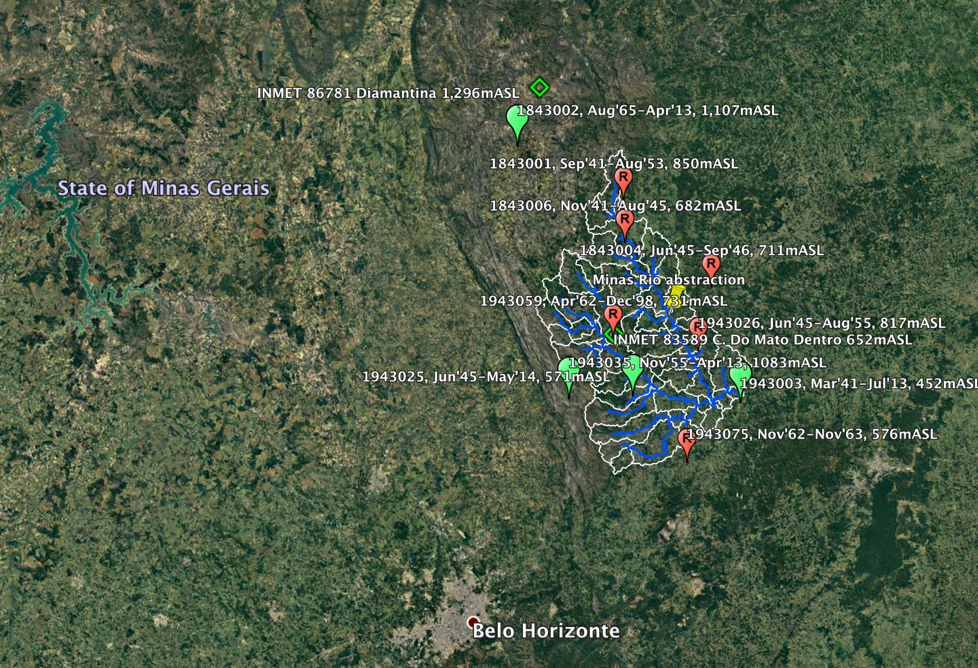 INMET 86781 Diamantina 1,296mASL
1843002, Aug'65-Apr'13, 1,107mASL
1843001, Sep'41-Aug'53, 850mASL
R
State of Minas Gerais
1843006, Nov'41-Aug'45, 682mASL
R
1843004, Jun'45-Sep'46, 711mASL
R
Minas Rio abstraction
1943059, Apr'62-Dec'98, 731mASL
R
R
1943026, Jun'45-Aug'55, 817mASL
INMET 83589 C. Do Mato Dentro 652mASL
1943035, Nov'55-Apr'13, 1083mASL
1943025, Jun'45-May'14, 571mASL
1943003, Mar'41-Jul'13, 452mASL
1943075, Nov'62-Nov'63, 576mASL
R
Belo Horizonte